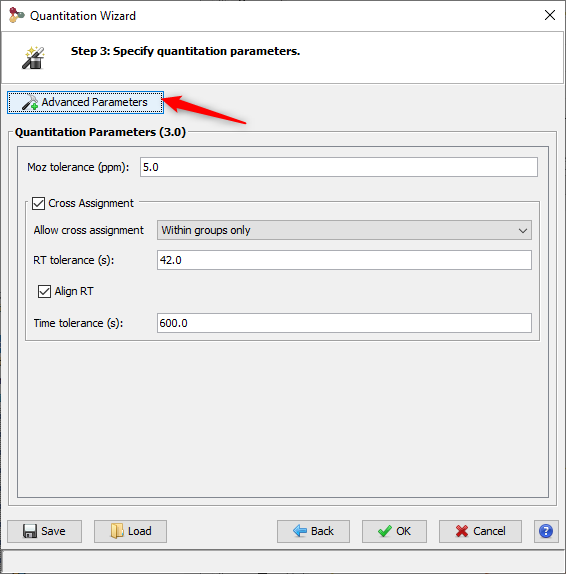 Quantitation Wizard
Step 3: Specify quantitation parameters.
Advanced Parameters
Quantitation Parameters (3.0)
Moz tolerance (ppm): 5.0
Cross Assignment
Allow cross assignment Within groups only
RT tolerance (s): 42.0
Align RT
Time tolerance (s): 600.0
Save Load Back OK Cancel ?